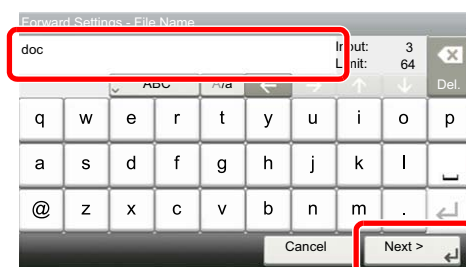 Forward Settings - File Name
doc
Input: 3
Limit: 64
ABC A/a Del.
q w e r t y u i o p
a s d f g h j k l
@ z x c v b n m .
Cancel Next >